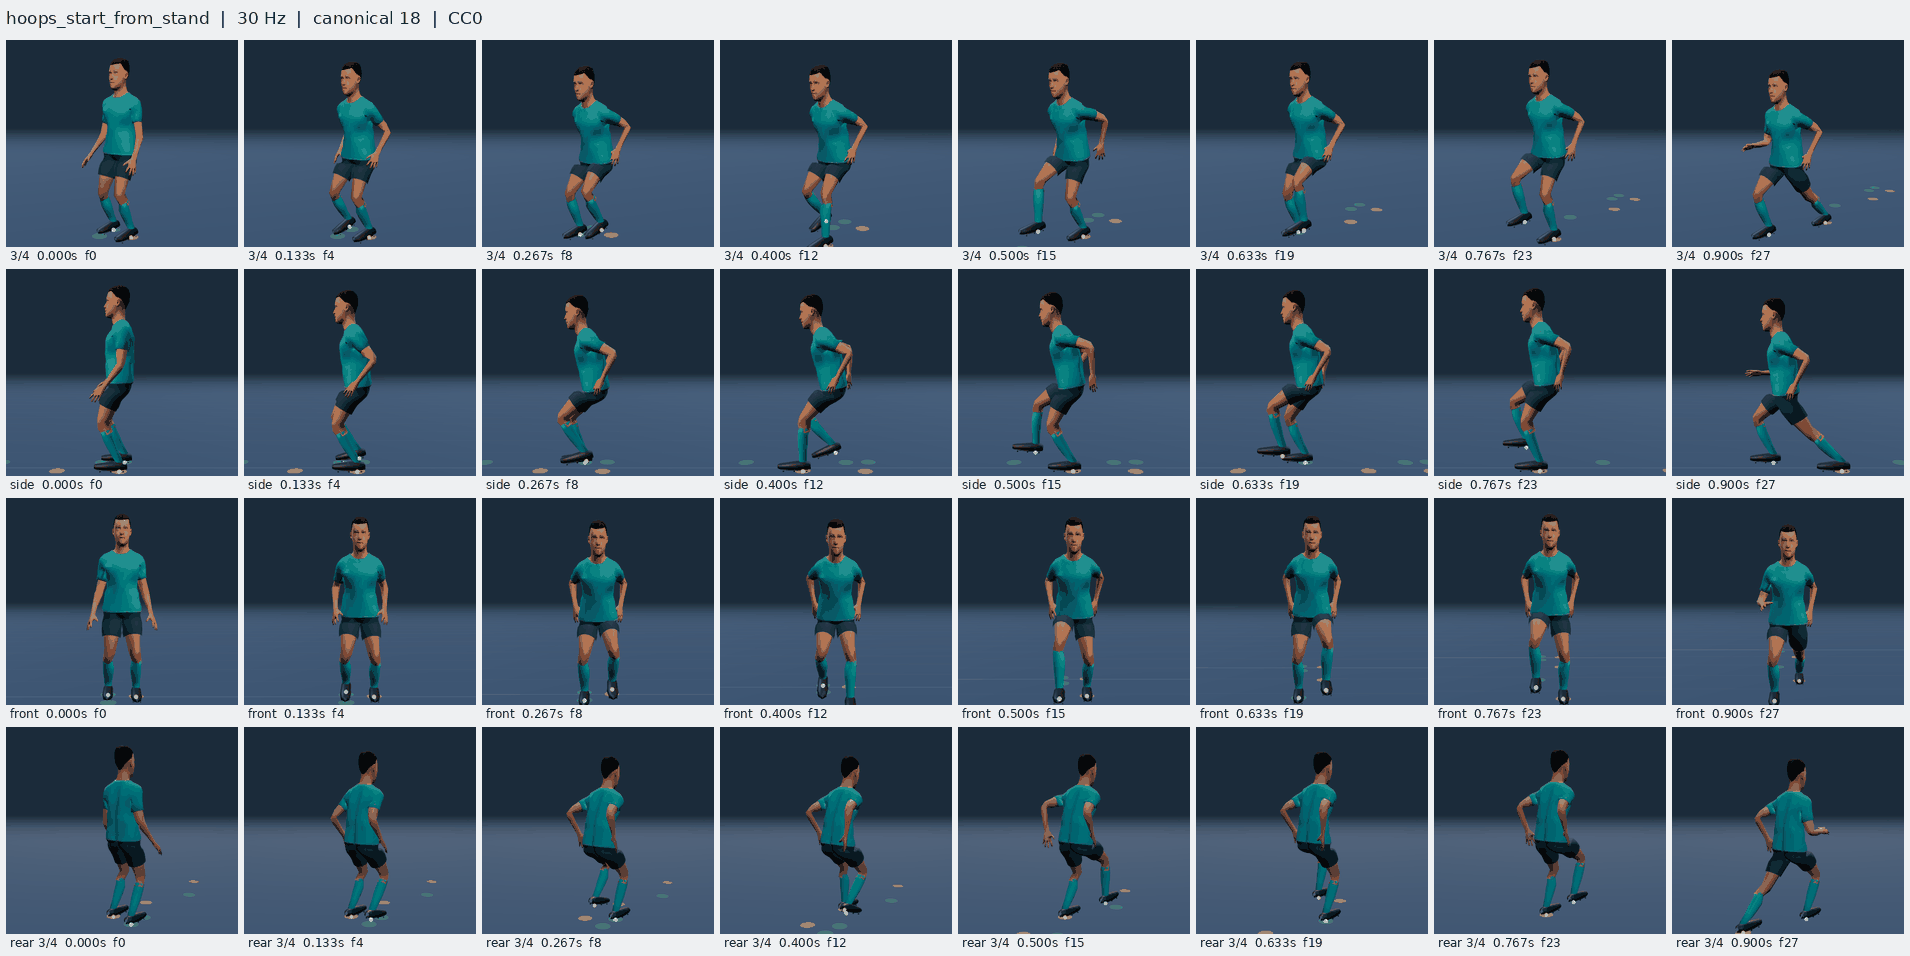 hoops_start_from_stand | 30 Hz | canonical 18 | CC0
3/4 0.000s f0
3/4 0.133s f4
3/4 0.267s f8
3/4 0.400s f12
3/4 0.500s f15
3/4 0.633s f19
3/4 0.767s f23
3/4 0.900s f27
side 0.000s f0
side 0.133s f4
side 0.267s f8
side 0.400s f12
side 0.500s f15
side 0.633s f19
side 0.767s f23
side 0.900s f27
front 0.000s f0
front 0.133s f4
front 0.267s f8
front 0.400s f12
front 0.500s f15
front 0.633s f19
front 0.767s f23
front 0.900s f27
rear 3/4 0.000s f0
rear 3/4 0.133s f4
rear 3/4 0.267s f8
rear 3/4 0.400s f12
rear 3/4 0.500s f15
rear 3/4 0.633s f19
rear 3/4 0.767s f23
rear 3/4 0.900s f27